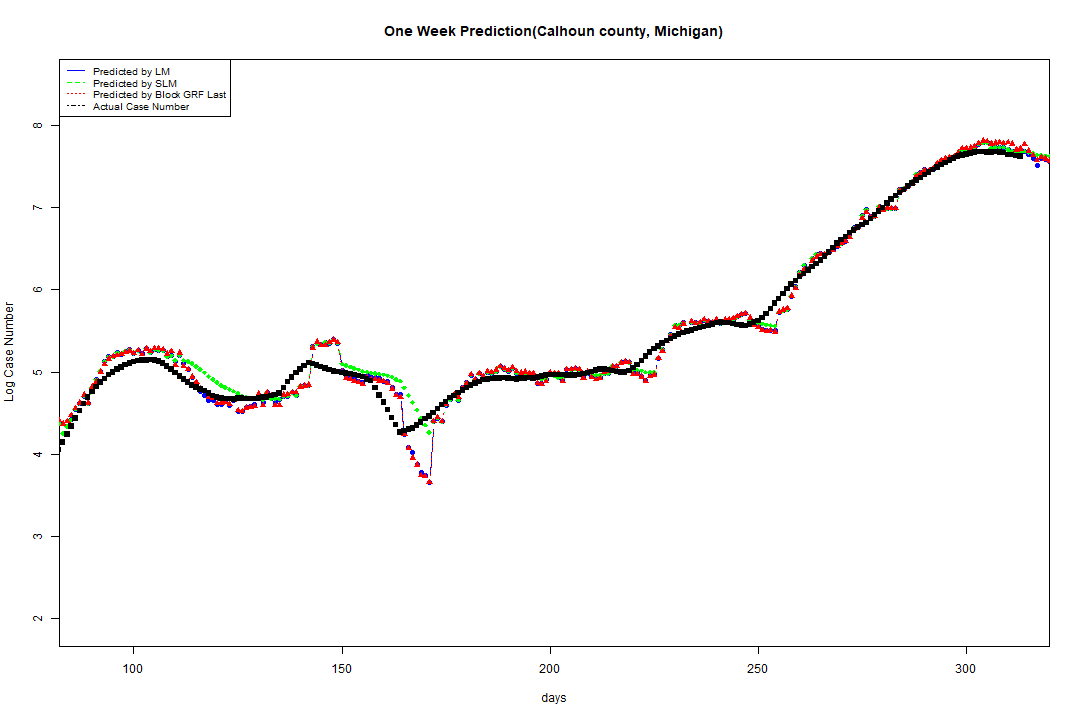 One Week Prediction(Calhoun county, Michigan)
Predicted by LM
Predicted by SLM
Predicted by Block GRF Last
Actual Case Number
8
7
6
5
4
3
2
Log Case Number
100 150 200 250 300
days